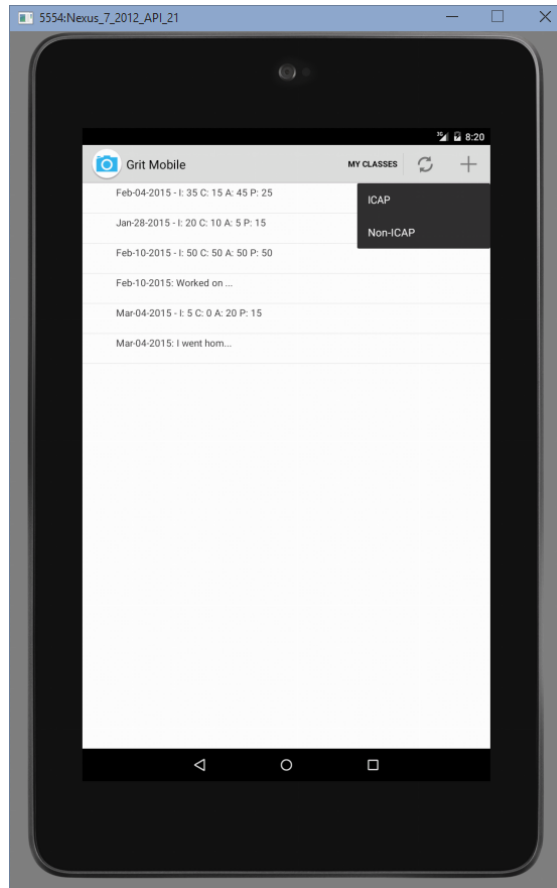 5554:Nexus_7_2012_API_21
3G 8:20
Grit Mobile MY CLASSES
Feb-04-2015 - I: 35 C: 15 A: 45 P: 25
ICAP
Jan-28-2015 - I: 20 C: 10 A: 5 P: 15
Non-ICAP
Feb-10-2015 - I: 50 C: 50 A: 50 P: 50
Feb-10-2015: Worked on ...
Mar-04-2015 - I: 5 C: 0 A: 20 P: 15
Mar-04-2015: I went hom...